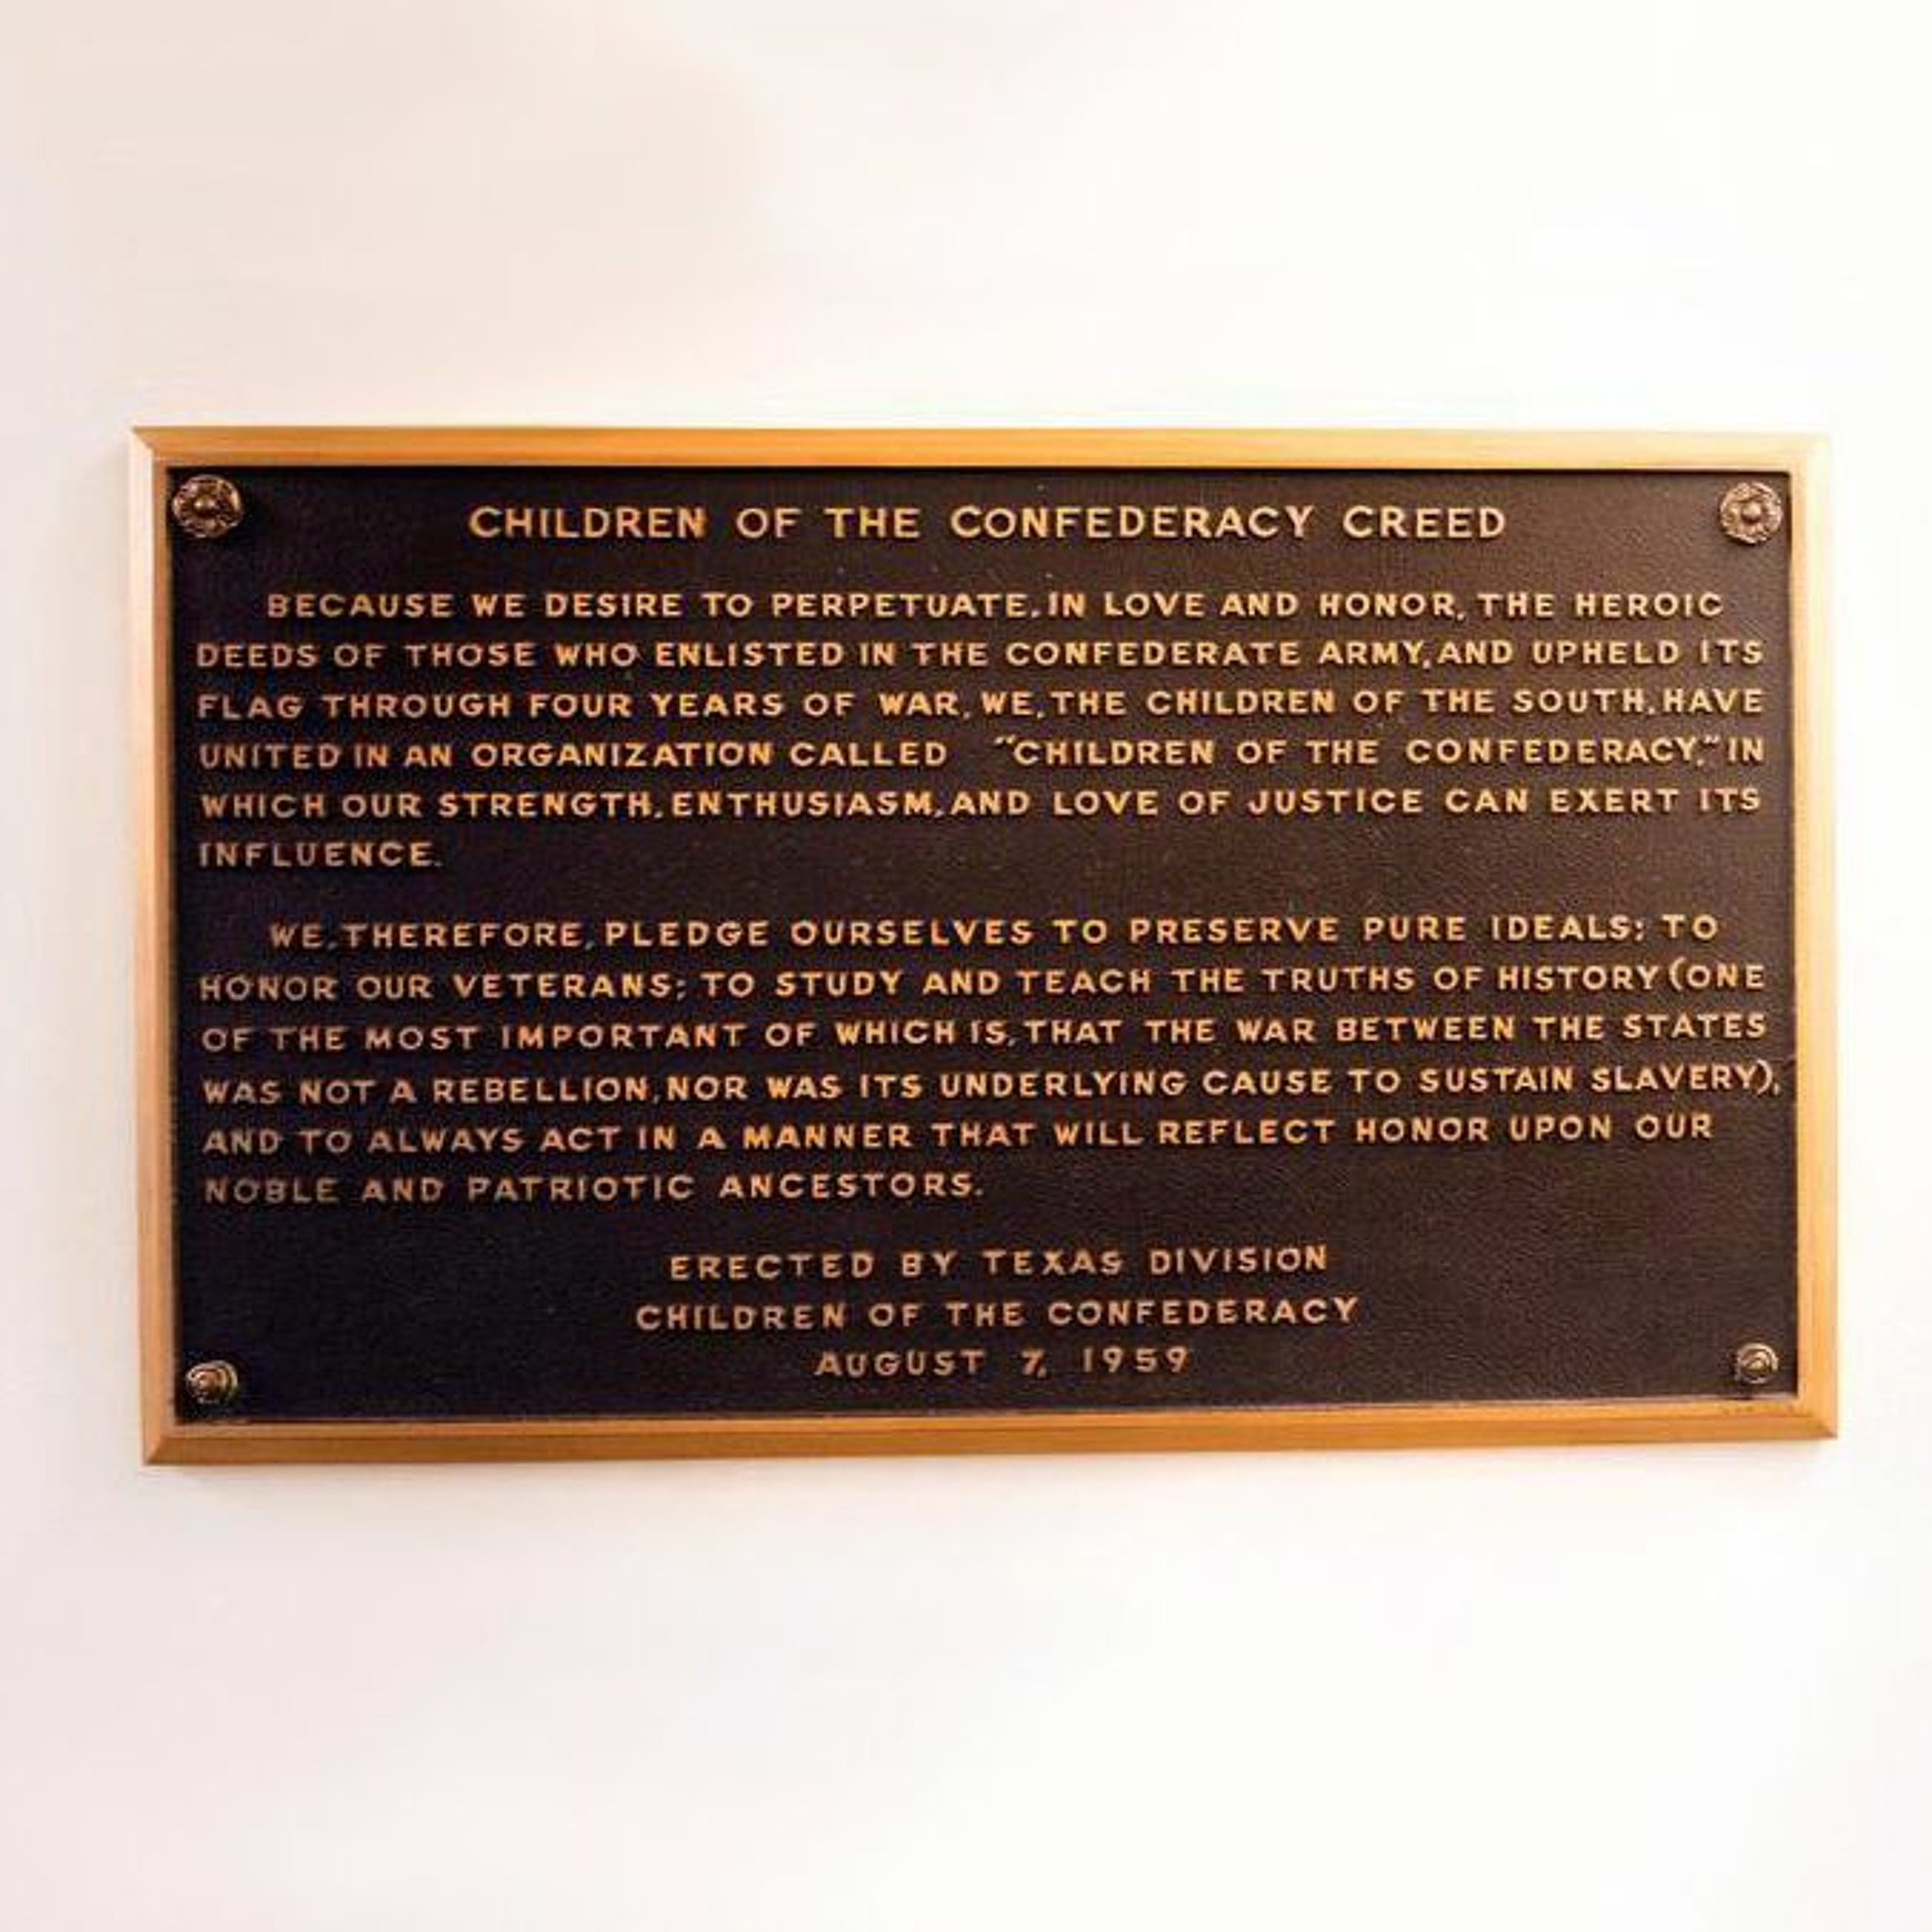 CHILDREN OF THE CONFEDERACY CREED
BECAUSE WE DESIRE TO PERPETUATE, IN LOVE AND HONOR, THE HEROIC
DEEDS OF THOSE WHO ENLISTED IN THE CONFEDERATE ARMY, AND UPHELD ITS
FLAG THROUGH FOUR YEARS OF WAR, WE, THE CHILDREN OF THE SOUTH, HAVE
UNITED IN AN ORGANIZATION CALLED "CHILDREN OF THE CONFEDERACY," IN
WHICH OUR STRENGTH, ENTHUSIASM, AND LOVE OF JUSTICE CAN EXERT ITS
INFLUENCE.
WE, THEREFORE, PLEDGE OURSELVES TO PRESERVE PURE IDEALS; TO
HONOR OUR VETERANS; TO STUDY AND TEACH THE TRUTHS OF HISTORY (ONE
OF THE MOST IMPORTANT OF WHICH IS, THAT THE WAR BETWEEN THE STATES
WAS NOT A REBELLION, NOR WAS ITS UNDERLYING CAUSE TO SUSTAIN SLAVERY),
AND TO ALWAYS ACT IN A MANNER THAT WILL REFLECT HONOR UPON OUR
NOBLE AND PATRIOTIC ANCESTORS.
ERECTED BY TEXAS DIVISION
CHILDREN OF THE CONFEDERACY
AUGUST 7, 1959